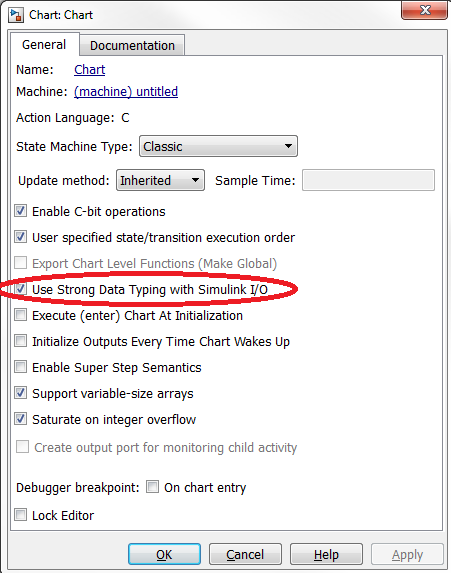 Chart: Chart
General Documentation
Name: Chart
Machine: (machine) untitled
Action Language: C
State Machine Type: Classic
Update method: Inherited Sample Time:
Enable C-bit operations
User specified state/transition execution order
Export Chart Level Functions (Make Global)
Use Strong Data Typing with Simulink I/O
Execute (enter) Chart At Initialization
Initialize Outputs Every Time Chart Wakes Up
Enable Super Step Semantics
Support variable-size arrays
Saturate on integer overflow
Create output port for monitoring child activity
Debugger breakpoint: On chart entry
Lock Editor
OK Cancel Help Apply